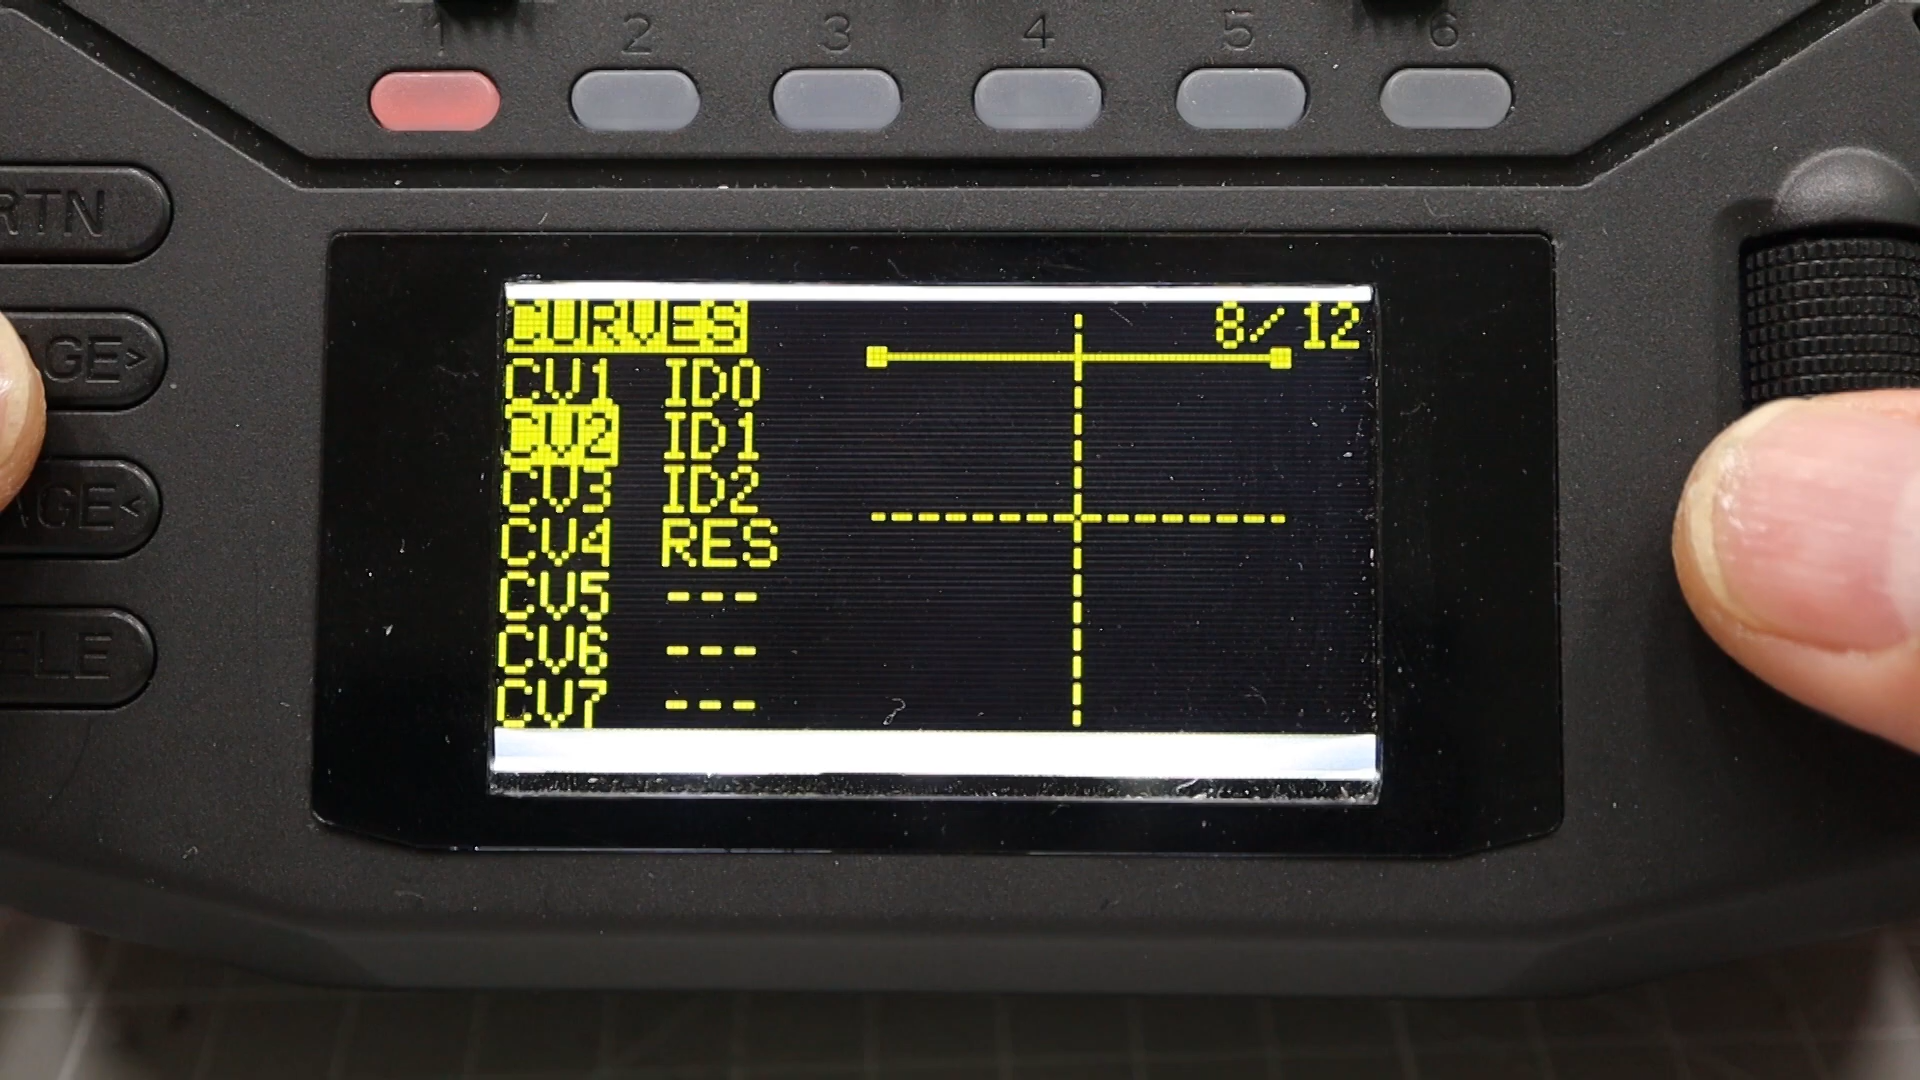 1 2 3 4 5 6
RTN
CURVES 8/12
CV1 ID0
CV2 ID1
CV3 ID2
CV4 RES
CV5 ---
CV6 ---
CV7 ---
GE>
AGE<
FLE